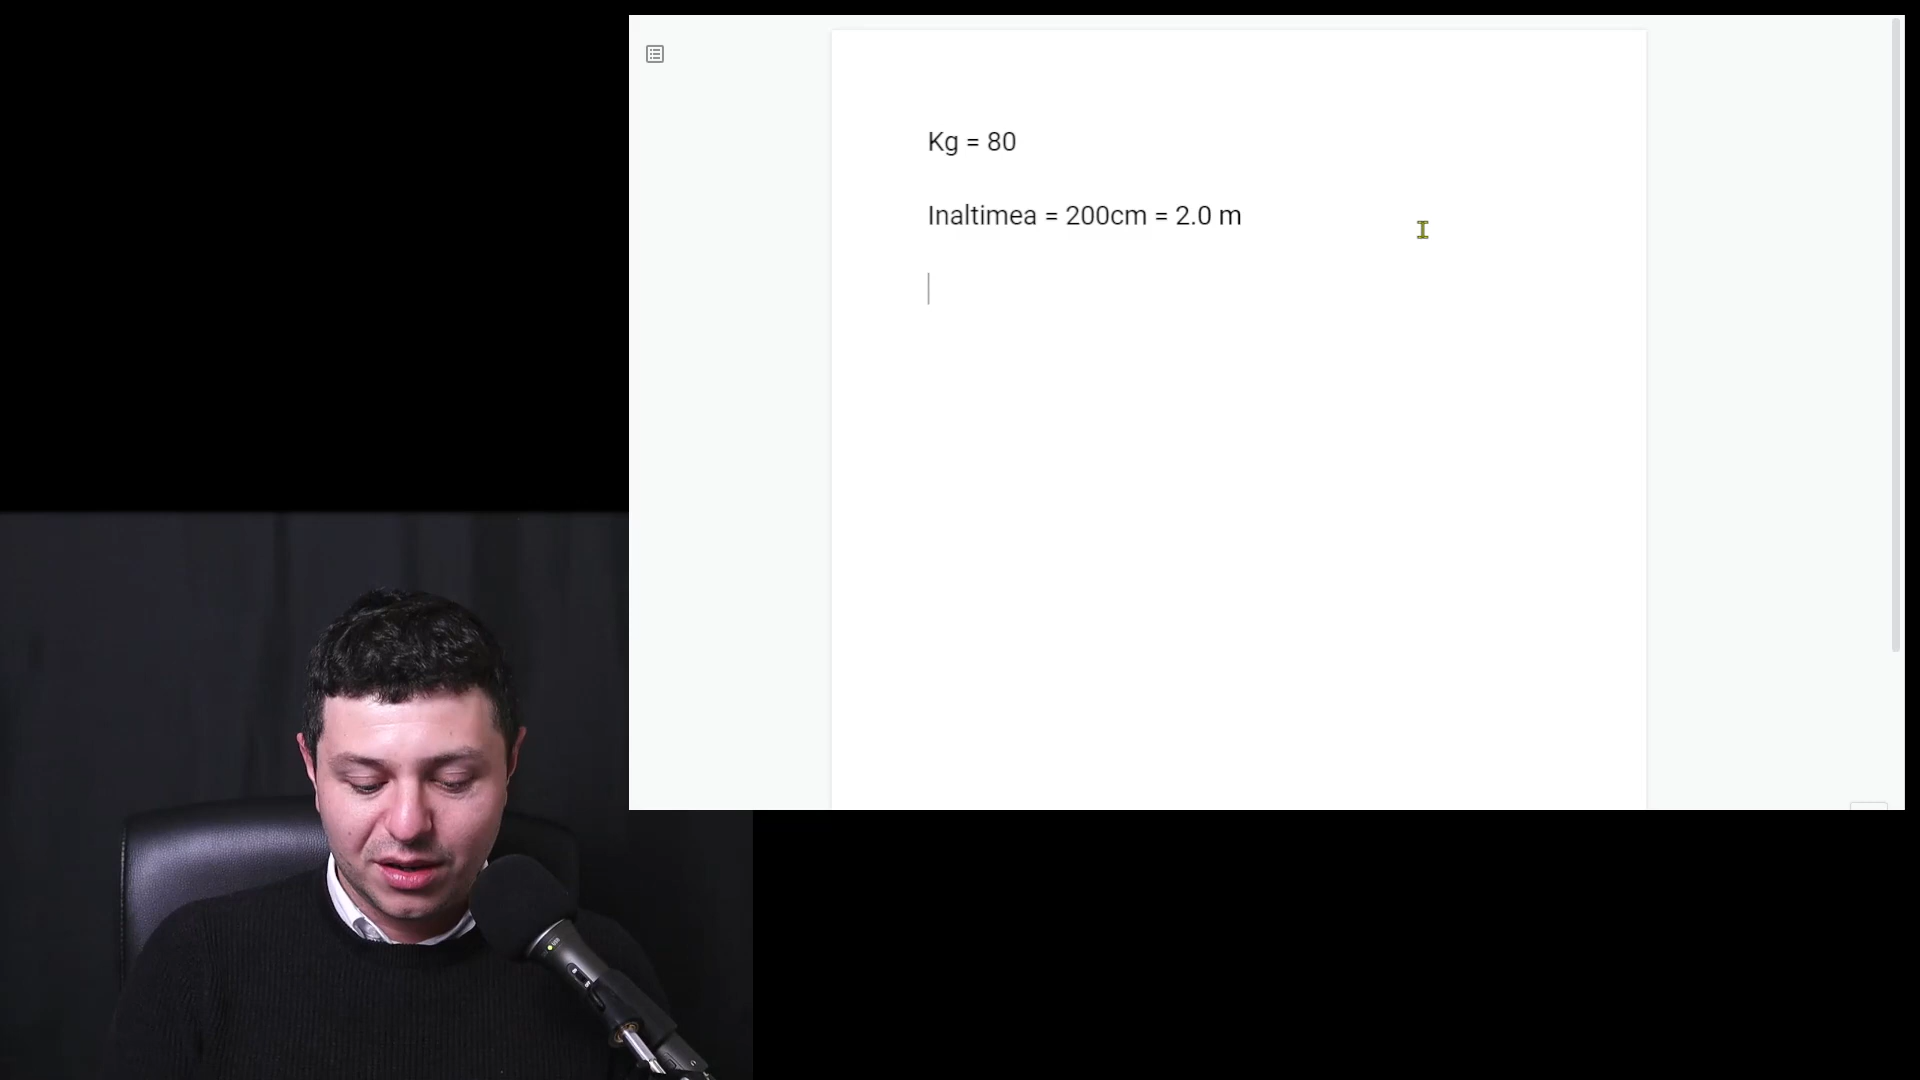 Kg = 80
Inaltimea = 200cm = 2.0 m